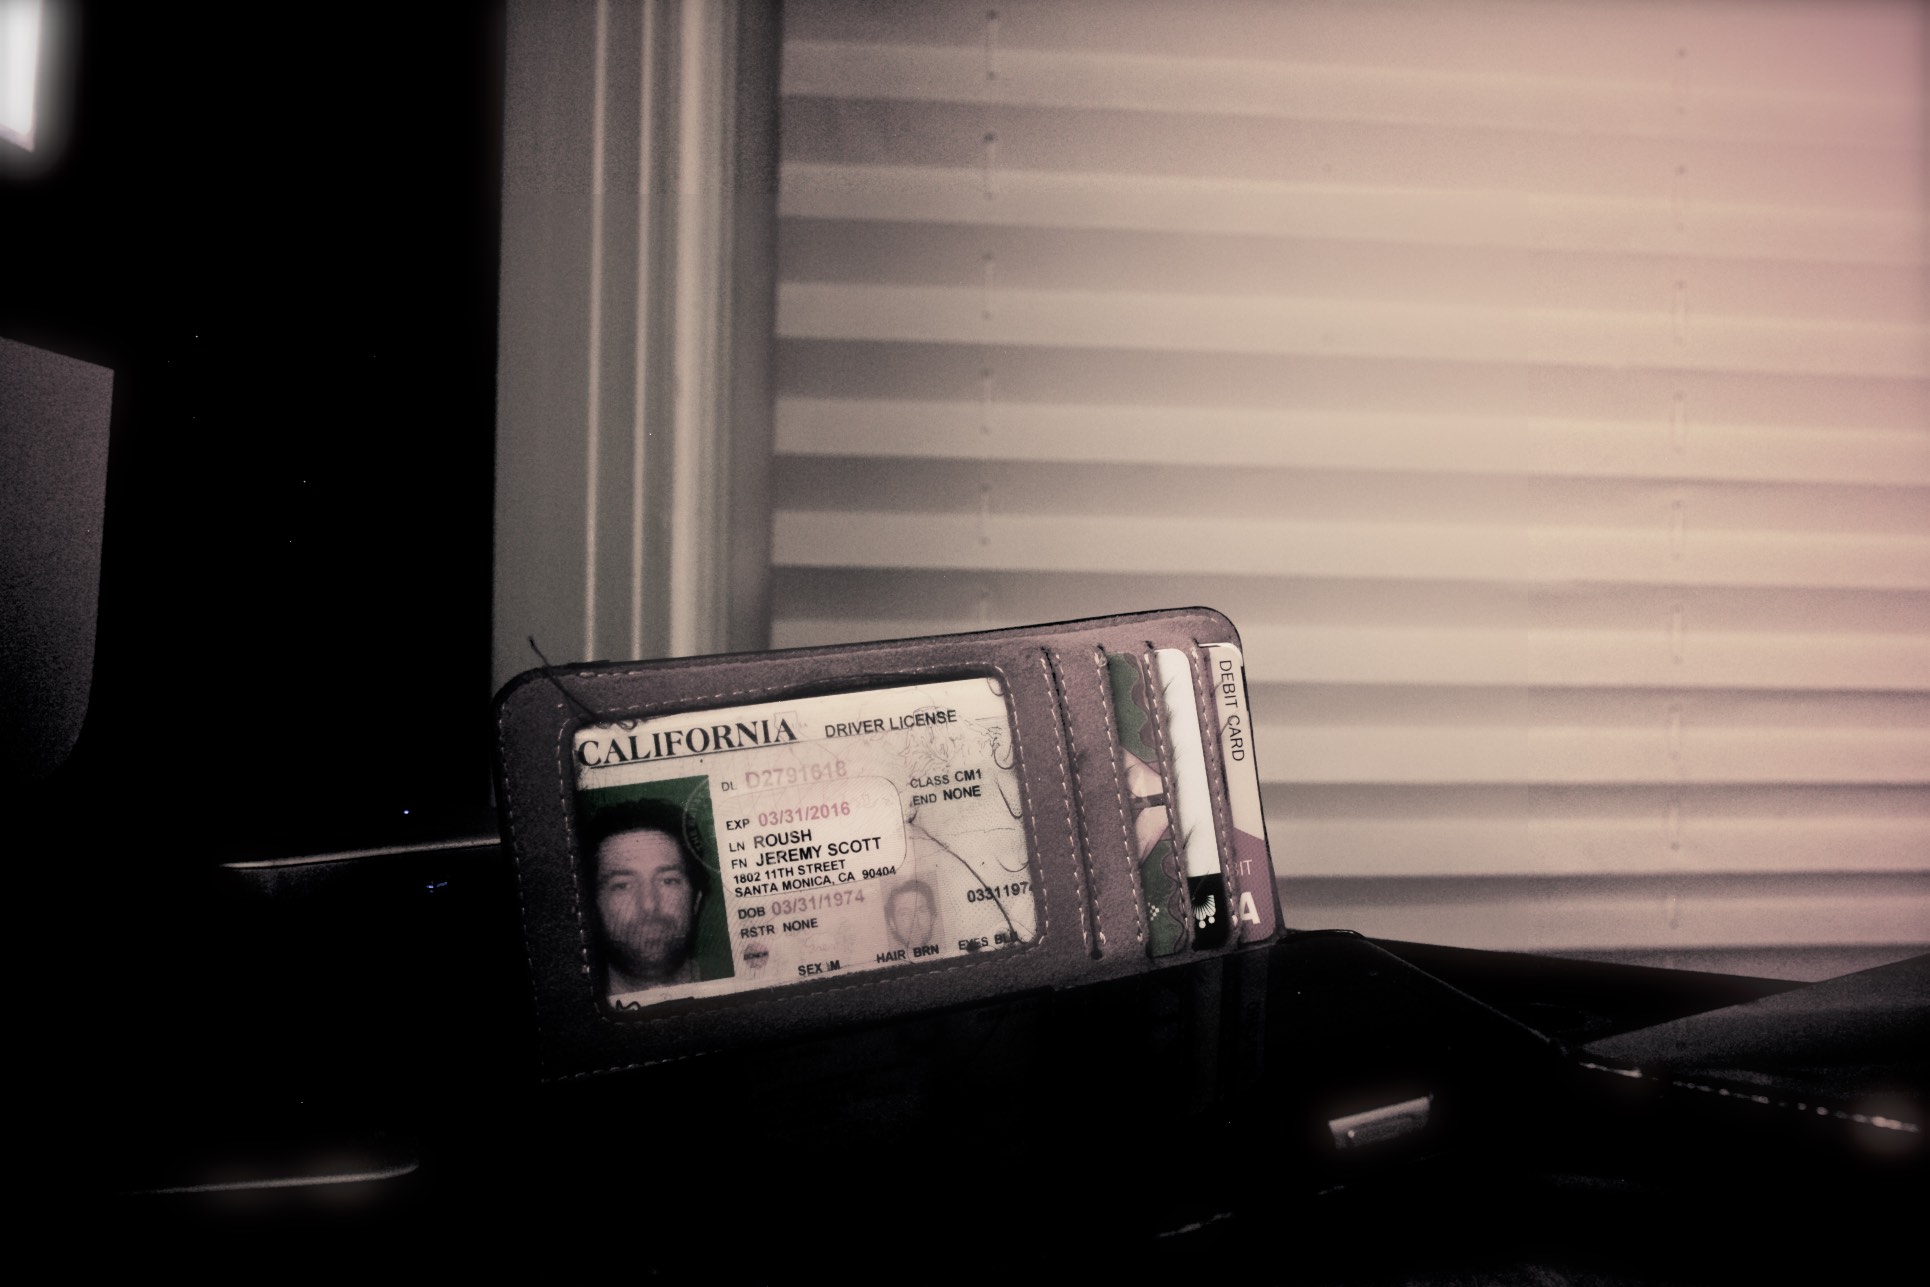 CALIFORNIA DRIVER LICENSE
DL D2791618
CLASS CM1
EXP 03/31/2016
END NONE
LN ROUSH
FN JEREMY SCOTT
1802 11TH STREET
SANTA MONICA, CA 90404
DOB 03/31/1974
03311974
RSTR NONE
DONOR
SEX M HAIR BRN EYES
DEBIT CARD